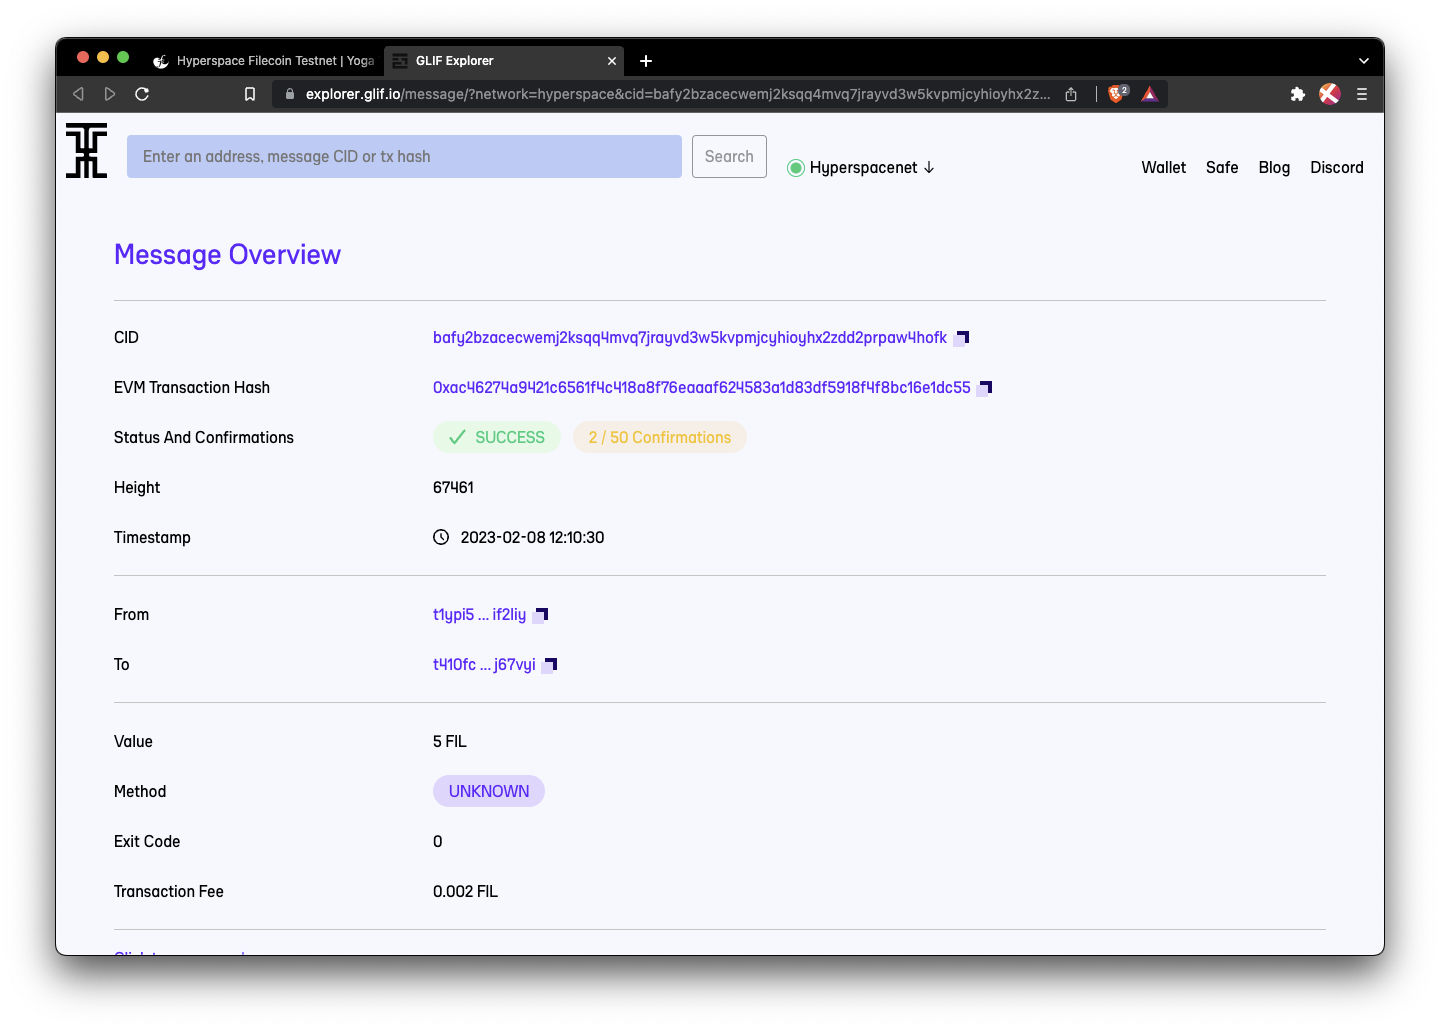 Hyperspace Filecoin Testnet | Yoga
GLIF Explorer
explorer.glif.io/message/?network=hyperspace&cid=bafy2bzacecwemj2ksqq4mvq7jrayvd3w5kvpmjcyhioyhx2z...
2
Enter an address, message CID or tx hash
Search
Hyperspacenet ↓
Wallet Safe Blog Discord
Message Overview
CID bafy2bzacecwemj2ksqq4mvq7jrayvd3w5kvpmjcyhioyhx2zdd2prpaw4hofk
EVM Transaction Hash 0xac46274a9421c6561f4c418a8f76eaaaf624583a1d83df5918f4f8bc16e1dc55
Status And Confirmations SUCCESS 2 / 50 Confirmations
Height 67461
Timestamp 2023-02-08 12:10:30
From t1ypi5 ... if2liy
To t410fc ... j67vyi
Value 5 FIL
Method UNKNOWN
Exit Code 0
Transaction Fee 0.002 FIL